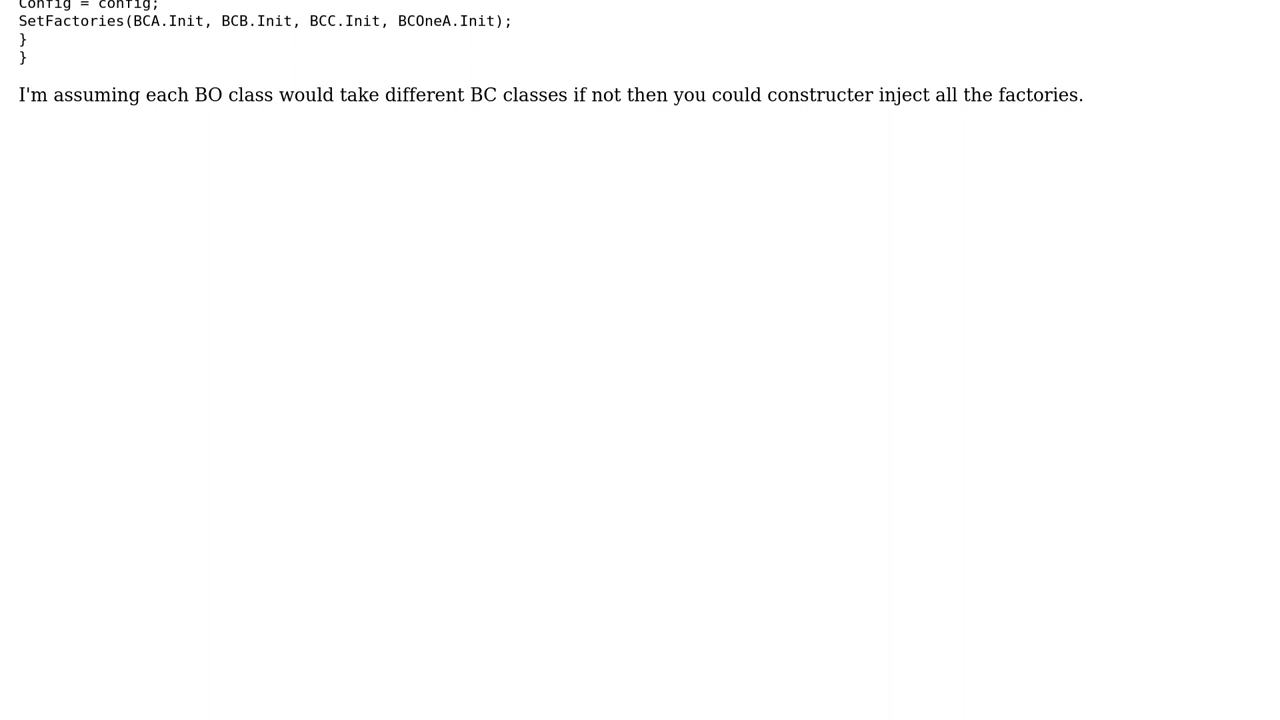 Config = config;
SetFactories(BCA.Init, BCB.Init, BCC.Init, BCOneA.Init);
}
}
I'm assuming each BO class would take different BC classes if not then you could constructer inject all the factories.